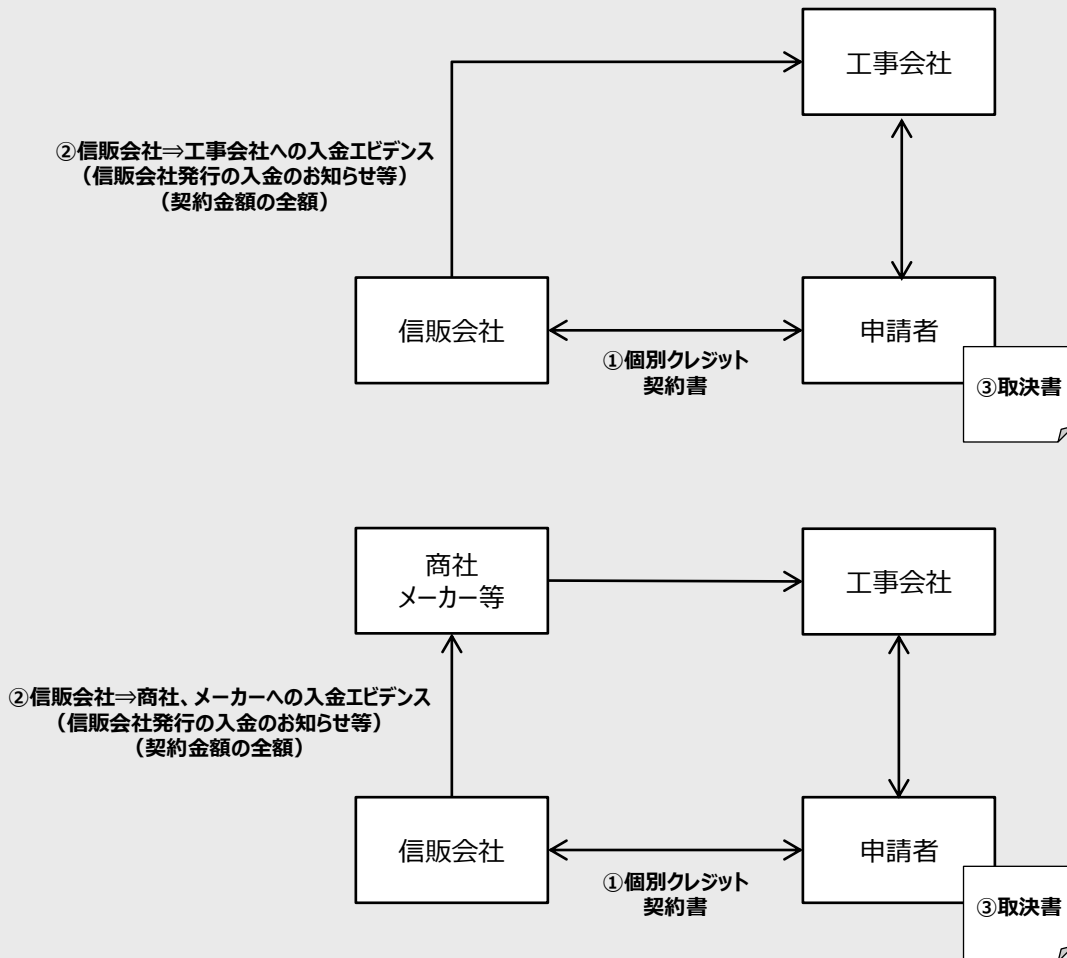 工事会社
②信販会社⇒工事会社への入金エビデンス
（信販会社発行の入金のお知らせ等）
（契約金額の全額）
信販会社
申請者
①個別クレジット
契約書
③取決書
商社
メーカー等
工事会社
②信販会社⇒商社、メーカーへの入金エビデンス
（信販会社発行の入金のお知らせ等）
（契約金額の全額）
信販会社
申請者
①個別クレジット
契約書
③取決書